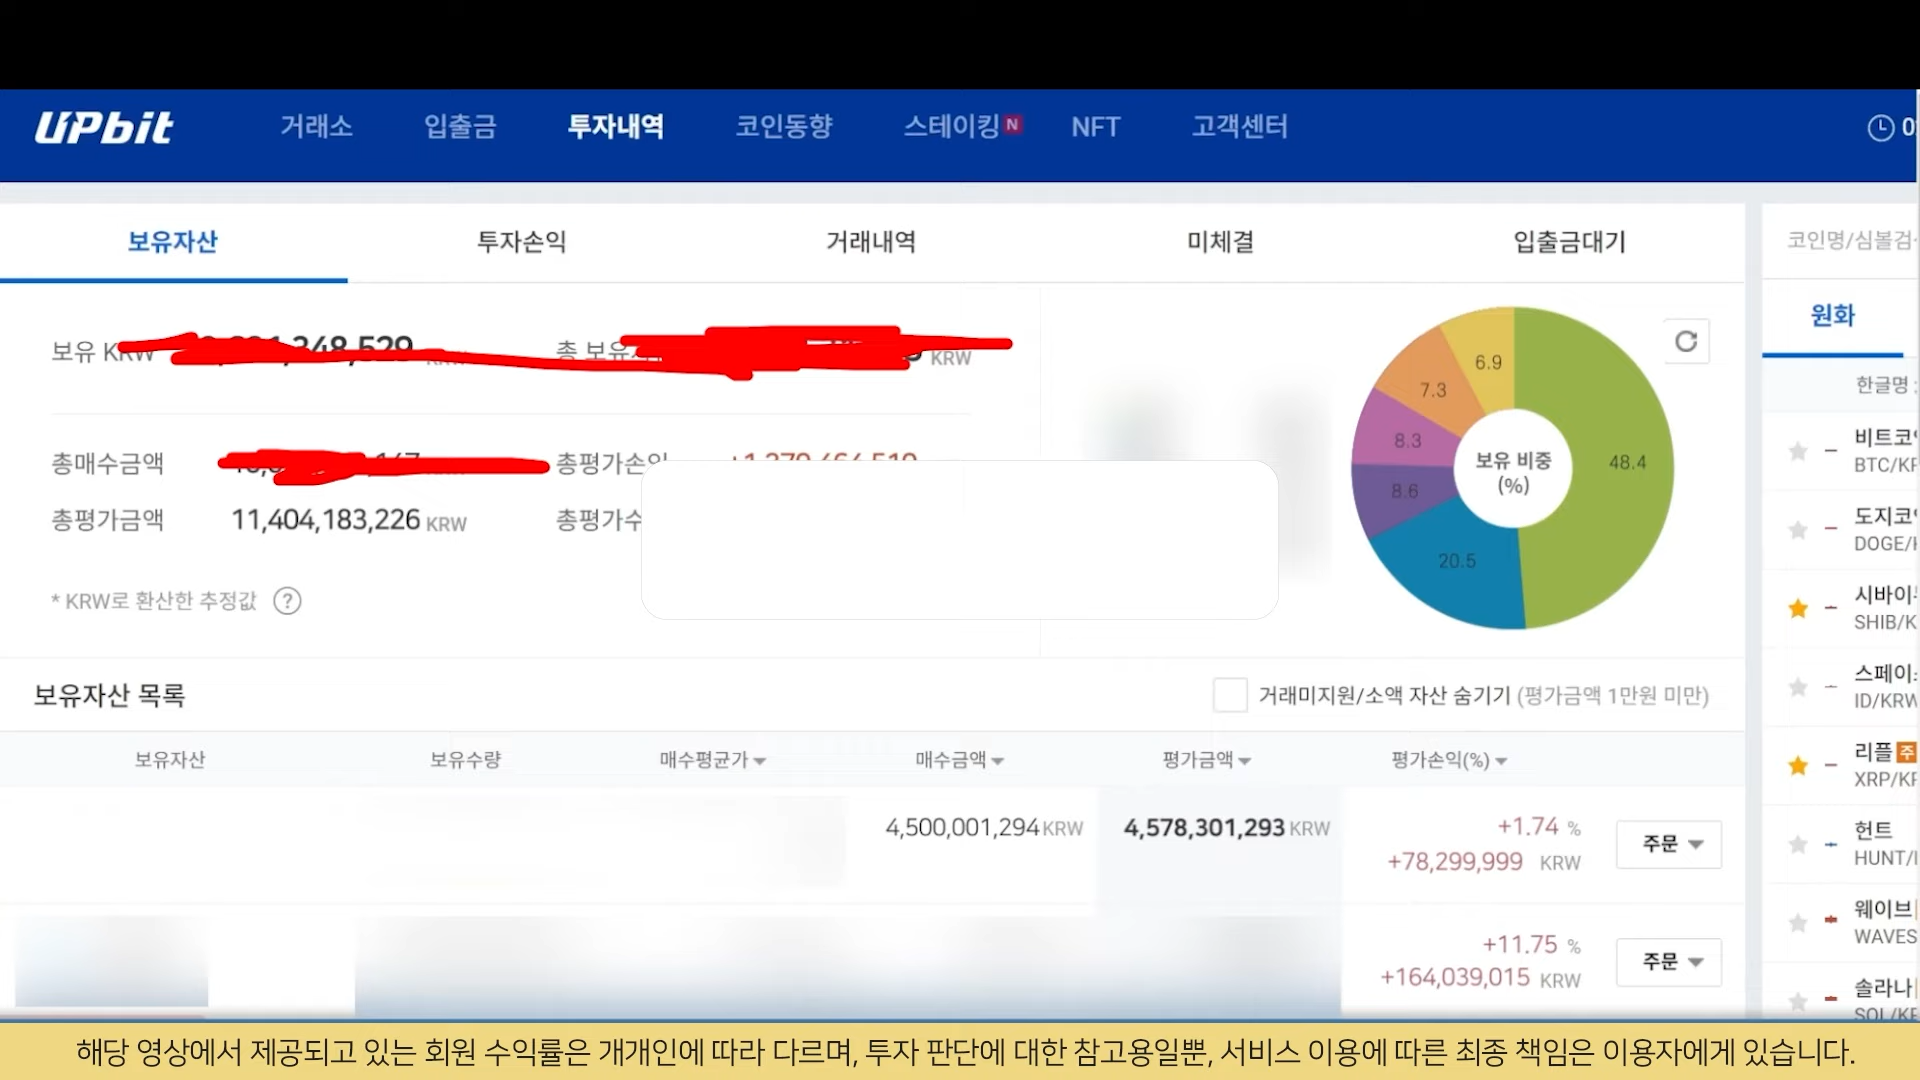 UPbit 거래소 입출금 투자내역 코인동향 스테이킹 N NFT 고객센터
보유자산 투자손익 거래내역 미체결 입출금대기
코인명/심볼검
원화
한글명
보유 KRW 348,529 총 보유 KRW
총매수금액 총평가손익
총평가금액 11,404,183,226 KRW 총평가수
* KRW로 환산한 추정값 ?
보유 비중
(%)
48.4
20.5
8.6
8.3
7.3
6.9
보유자산 목록 거래미지원/소액 자산 숨기기 (평가금액 1만원 미만)
보유자산 보유수량 매수평균가 매수금액 평가금액 평가손익(%)
4,500,001,294 KRW 4,578,301,293 KRW +1.74 %
+78,299,999 KRW
주문
+11.75 %
+164,039,015 KRW
주문
비트코
BTC/KR
도지코
DOGE/
시바이
SHIB/K
스페이
ID/KRW
리플 주
XRP/KR
헌트
HUNT/
웨이브
WAVES
솔라나
SOL/KR
해당 영상에서 제공되고 있는 회원 수익률은 개개인에 따라 다르며, 투자 판단에 대한 참고용일뿐, 서비스 이용에 따른 최종 책임은 이용자에게 있습니다.